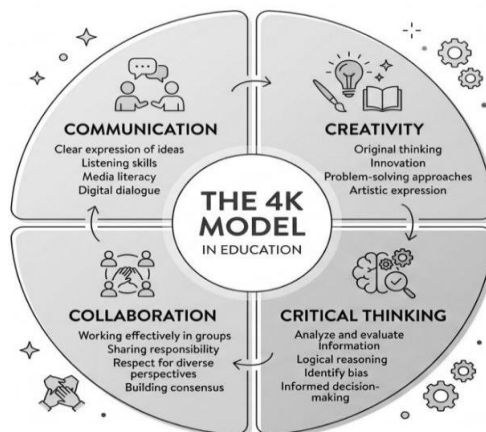 COMMUNICATION
Clear expression of ideas
Listening skills
Media literacy
Digital dialogue
CREATIVITY
Original thinking
Innovation
Problem-solving approaches
Artistic expression
THE 4K
MODEL
IN EDUCATION
COLLABORATION
Working effectively in groups
Sharing responsibility
Respect for diverse
perspectives
Building consensus
CRITICAL THINKING
Analyze and evaluate
information
Logical reasoning
Identify bias
Informed decision-
making